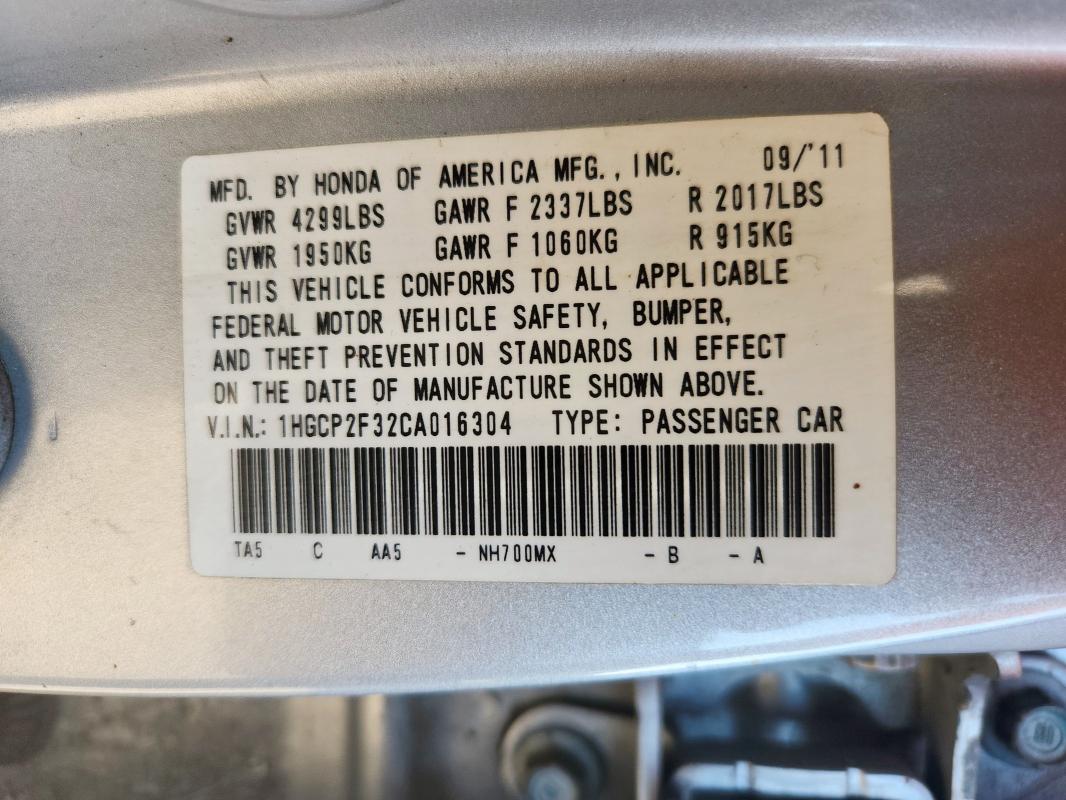 MFD. BY HONDA OF AMERICA MFG., INC. 09/'11
GVWR 4299LBS GAWR F 2337LBS R 2017LBS
GVWR 1950KG GAWR F 1060KG R 915KG
THIS VEHICLE CONFORMS TO ALL APPLICABLE
FEDERAL MOTOR VEHICLE SAFETY, BUMPER,
AND THEFT PREVENTION STANDARDS IN EFFECT
ON THE DATE OF MANUFACTURE SHOWN ABOVE.
V.I.N.: 1HGCP2F32CA016304 TYPE: PASSENGER CAR
TA5 C AA5 - NH700MX - B - A